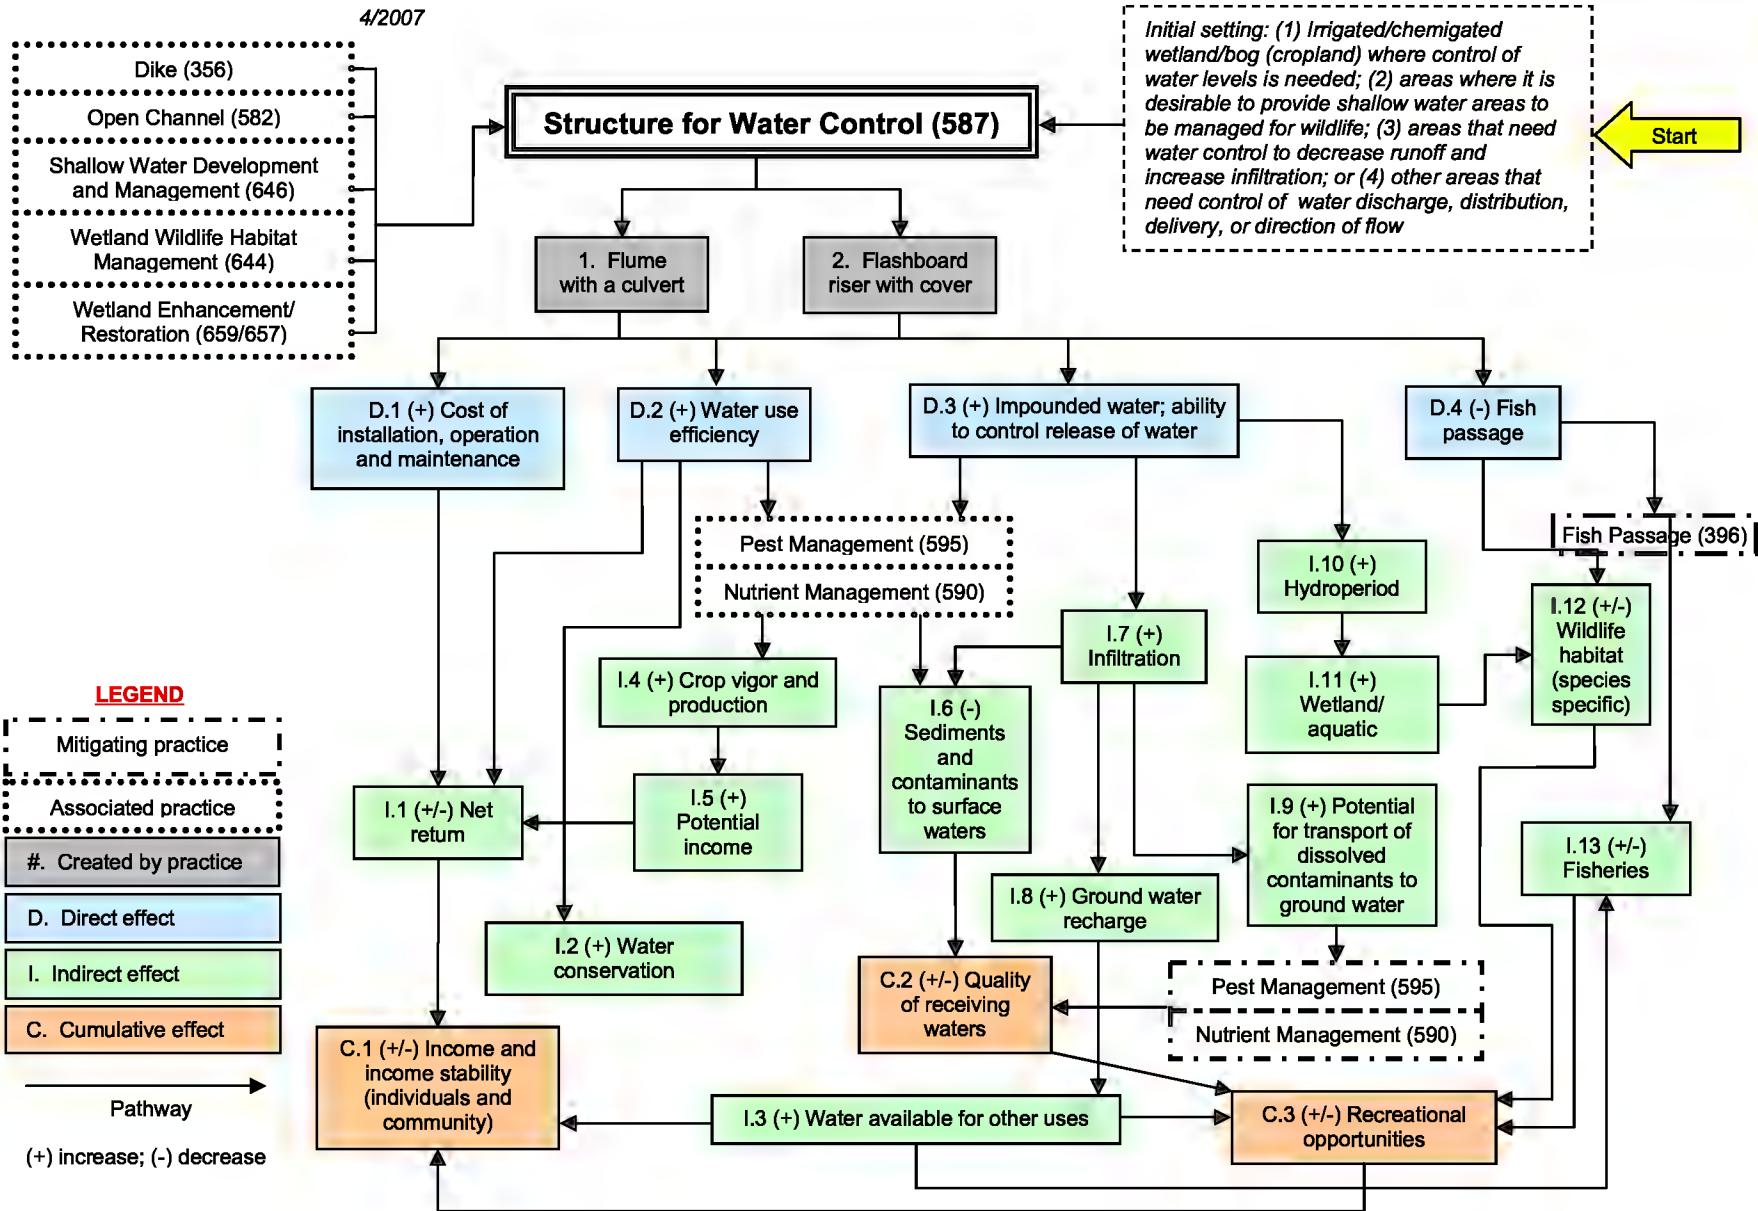 4/2007
Dike (356)
Open Channel (582)
Shallow Water Development
and Management (646)
Wetland Wildlife Habitat
Management (644)
Wetland Enhancement/
Restoration (659/657)
Structure for Water Control (587)
Initial setting: (1) Irrigated/chemigated
wetland/bog (cropland) where control of
water levels is needed; (2) areas where it is
desirable to provide shallow water areas to
be managed for wildlife; (3) areas that need
water control to decrease runoff and
increase infiltration; or (4) other areas that
need control of water discharge, distribution,
delivery, or direction of flow
Start
1. Flume
with a culvert
2. Flashboard
riser with cover
D.1 (+) Cost of
installation, operation
and maintenance
D.2 (+) Water use
efficiency
D.3 (+) Impounded water; ability
to control release of water
D.4 (-) Fish
passage
Pest Management (595)
Nutrient Management (590)
Fish Passage (396)
I.10 (+)
Hydroperiod
I.12 (+/-)
Wildlife
habitat
(species
specific)
I.7 (+)
Infiltration
I.4 (+) Crop vigor and
production
I.11 (+)
Wetland/
aquatic
I.6 (-)
Sediments
and
contaminants
to surface
waters
LEGEND
Mitigating practice
Associated practice
#. Created by practice
D. Direct effect
I. Indirect effect
C. Cumulative effect
Pathway
(+) increase; (-) decrease
I.1 (+/-) Net
return
I.5 (+)
Potential
income
I.9 (+) Potential
for transport of
dissolved
contaminants to
ground water
I.13 (+/-)
Fisheries
I.8 (+) Ground water
recharge
I.2 (+) Water
conservation
C.2 (+/-) Quality
of receiving
waters
Pest Management (595)
Nutrient Management (590)
C.1 (+/-) Income and
income stability
(individuals and
community)
I.3 (+) Water available for other uses
C.3 (+/-) Recreational
opportunities